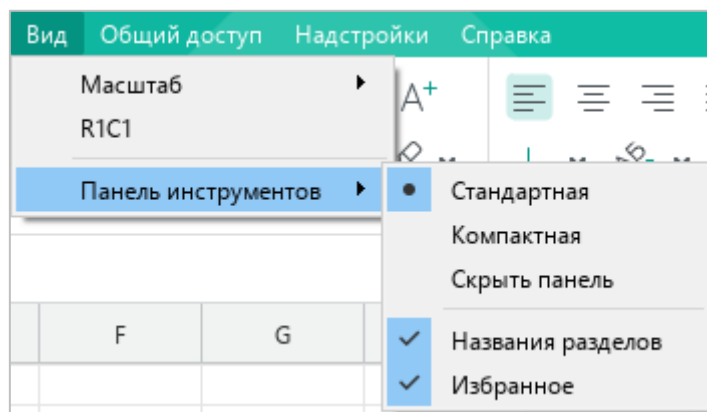 Вид Общий доступ Надстройки Справка
Масштаб
R1C1
Панель инструментов
A+
Стандартная
Компактная
Скрыть панель
Названия разделов
Избранное
F G